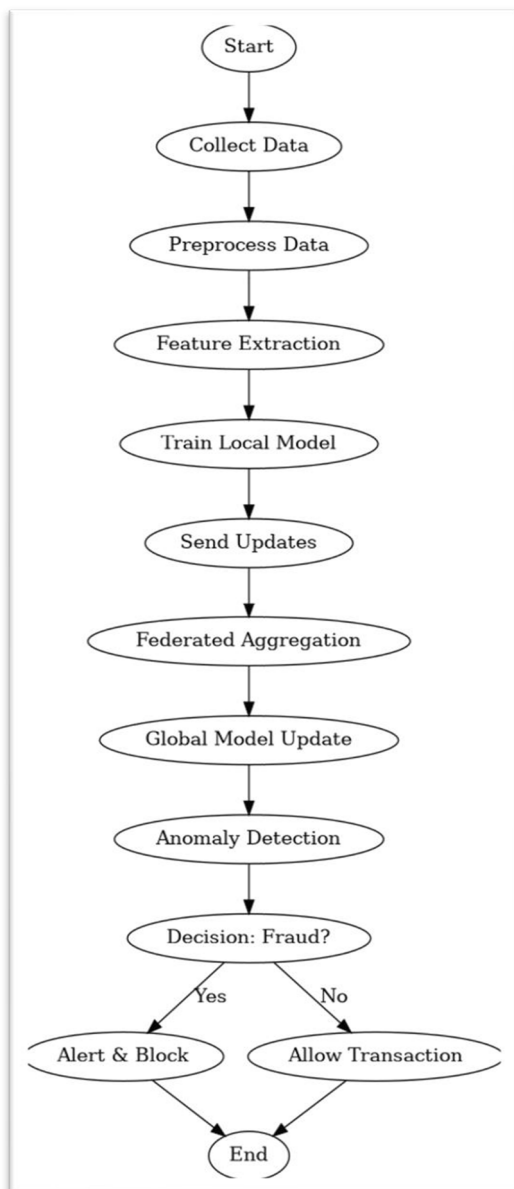 Start
Collect Data
Preprocess Data
Feature Extraction
Train Local Model
Send Updates
Federated Aggregation
Global Model Update
Anomaly Detection
Decision: Fraud?
Yes
No
Alert & Block
Allow Transaction
End